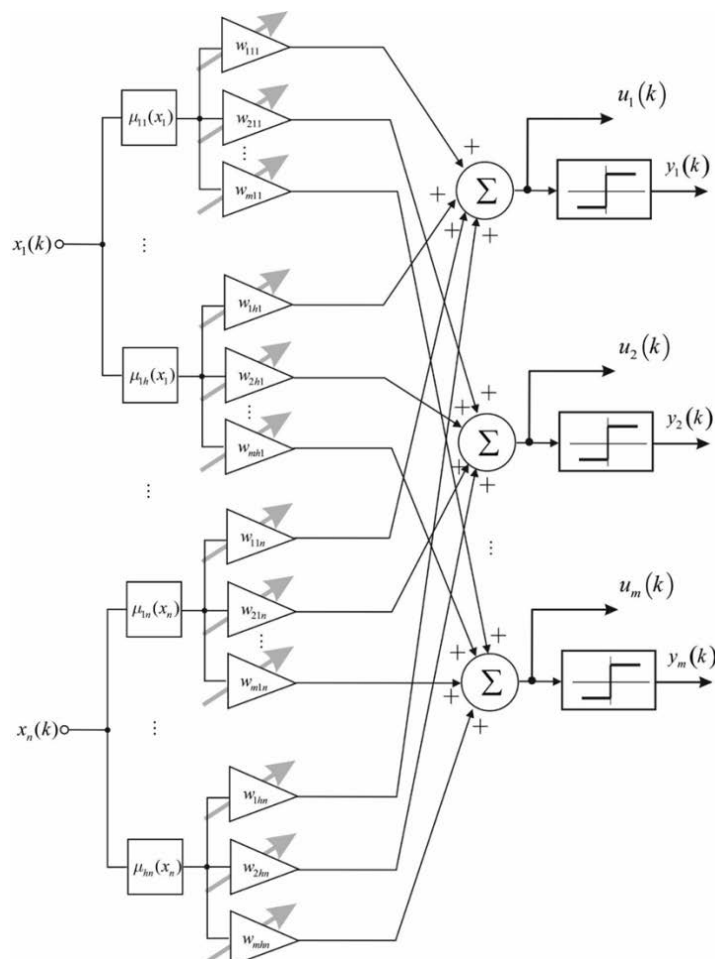 w₁₁₁
μ₁₁(x₁)
w₂₁₁
...
wₘ₁₁
x₁(k)
⋮
w₁ₕ₁
μ₁ₕ(x₁)
w₂ₕ₁
...
wₘₕ₁
⋮
w₁₁ₙ
μ₁ₙ(xₙ)
w₂₁ₙ
...
wₘ₁ₙ
xₙ(k)
⋮
w₁ₕₙ
μₕₙ(xₙ)
w₂ₕₙ
wₘₕₙ
+ + + + Σ
u₁(k)
y₁(k)
+ + + + Σ
u₂(k)
y₂(k)
⋮
+ + + + Σ
uₘ(k)
yₘ(k)